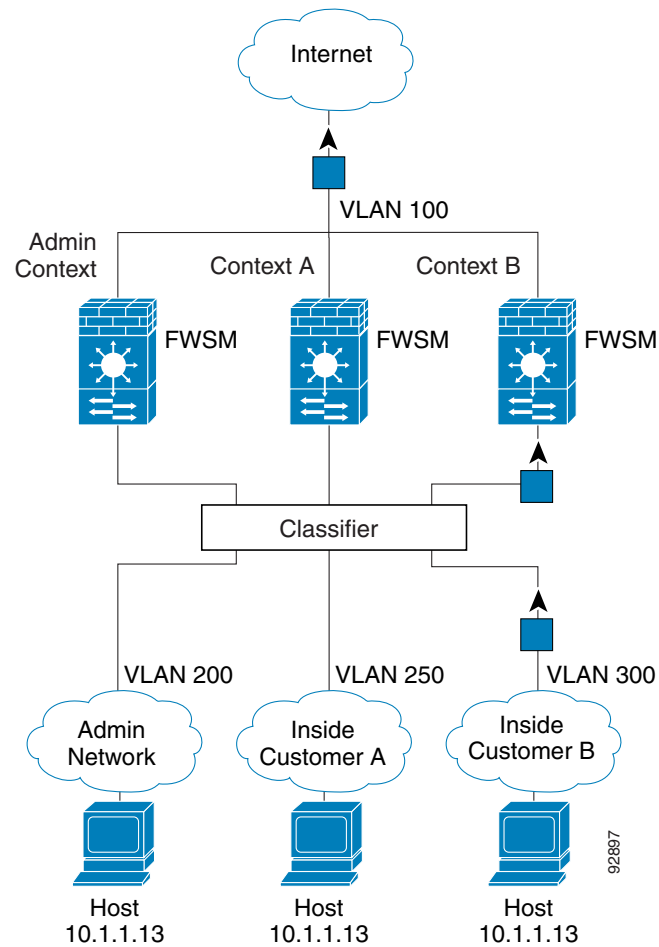 Internet
VLAN 100
Admin
Context
Context A
Context B
FWSM
FWSM
FWSM
Classifier
VLAN 200
VLAN 250
VLAN 300
Admin
Network
Inside
Customer A
Inside
Customer B
92897
Host
10.1.1.13
Host
10.1.1.13
Host
10.1.1.13